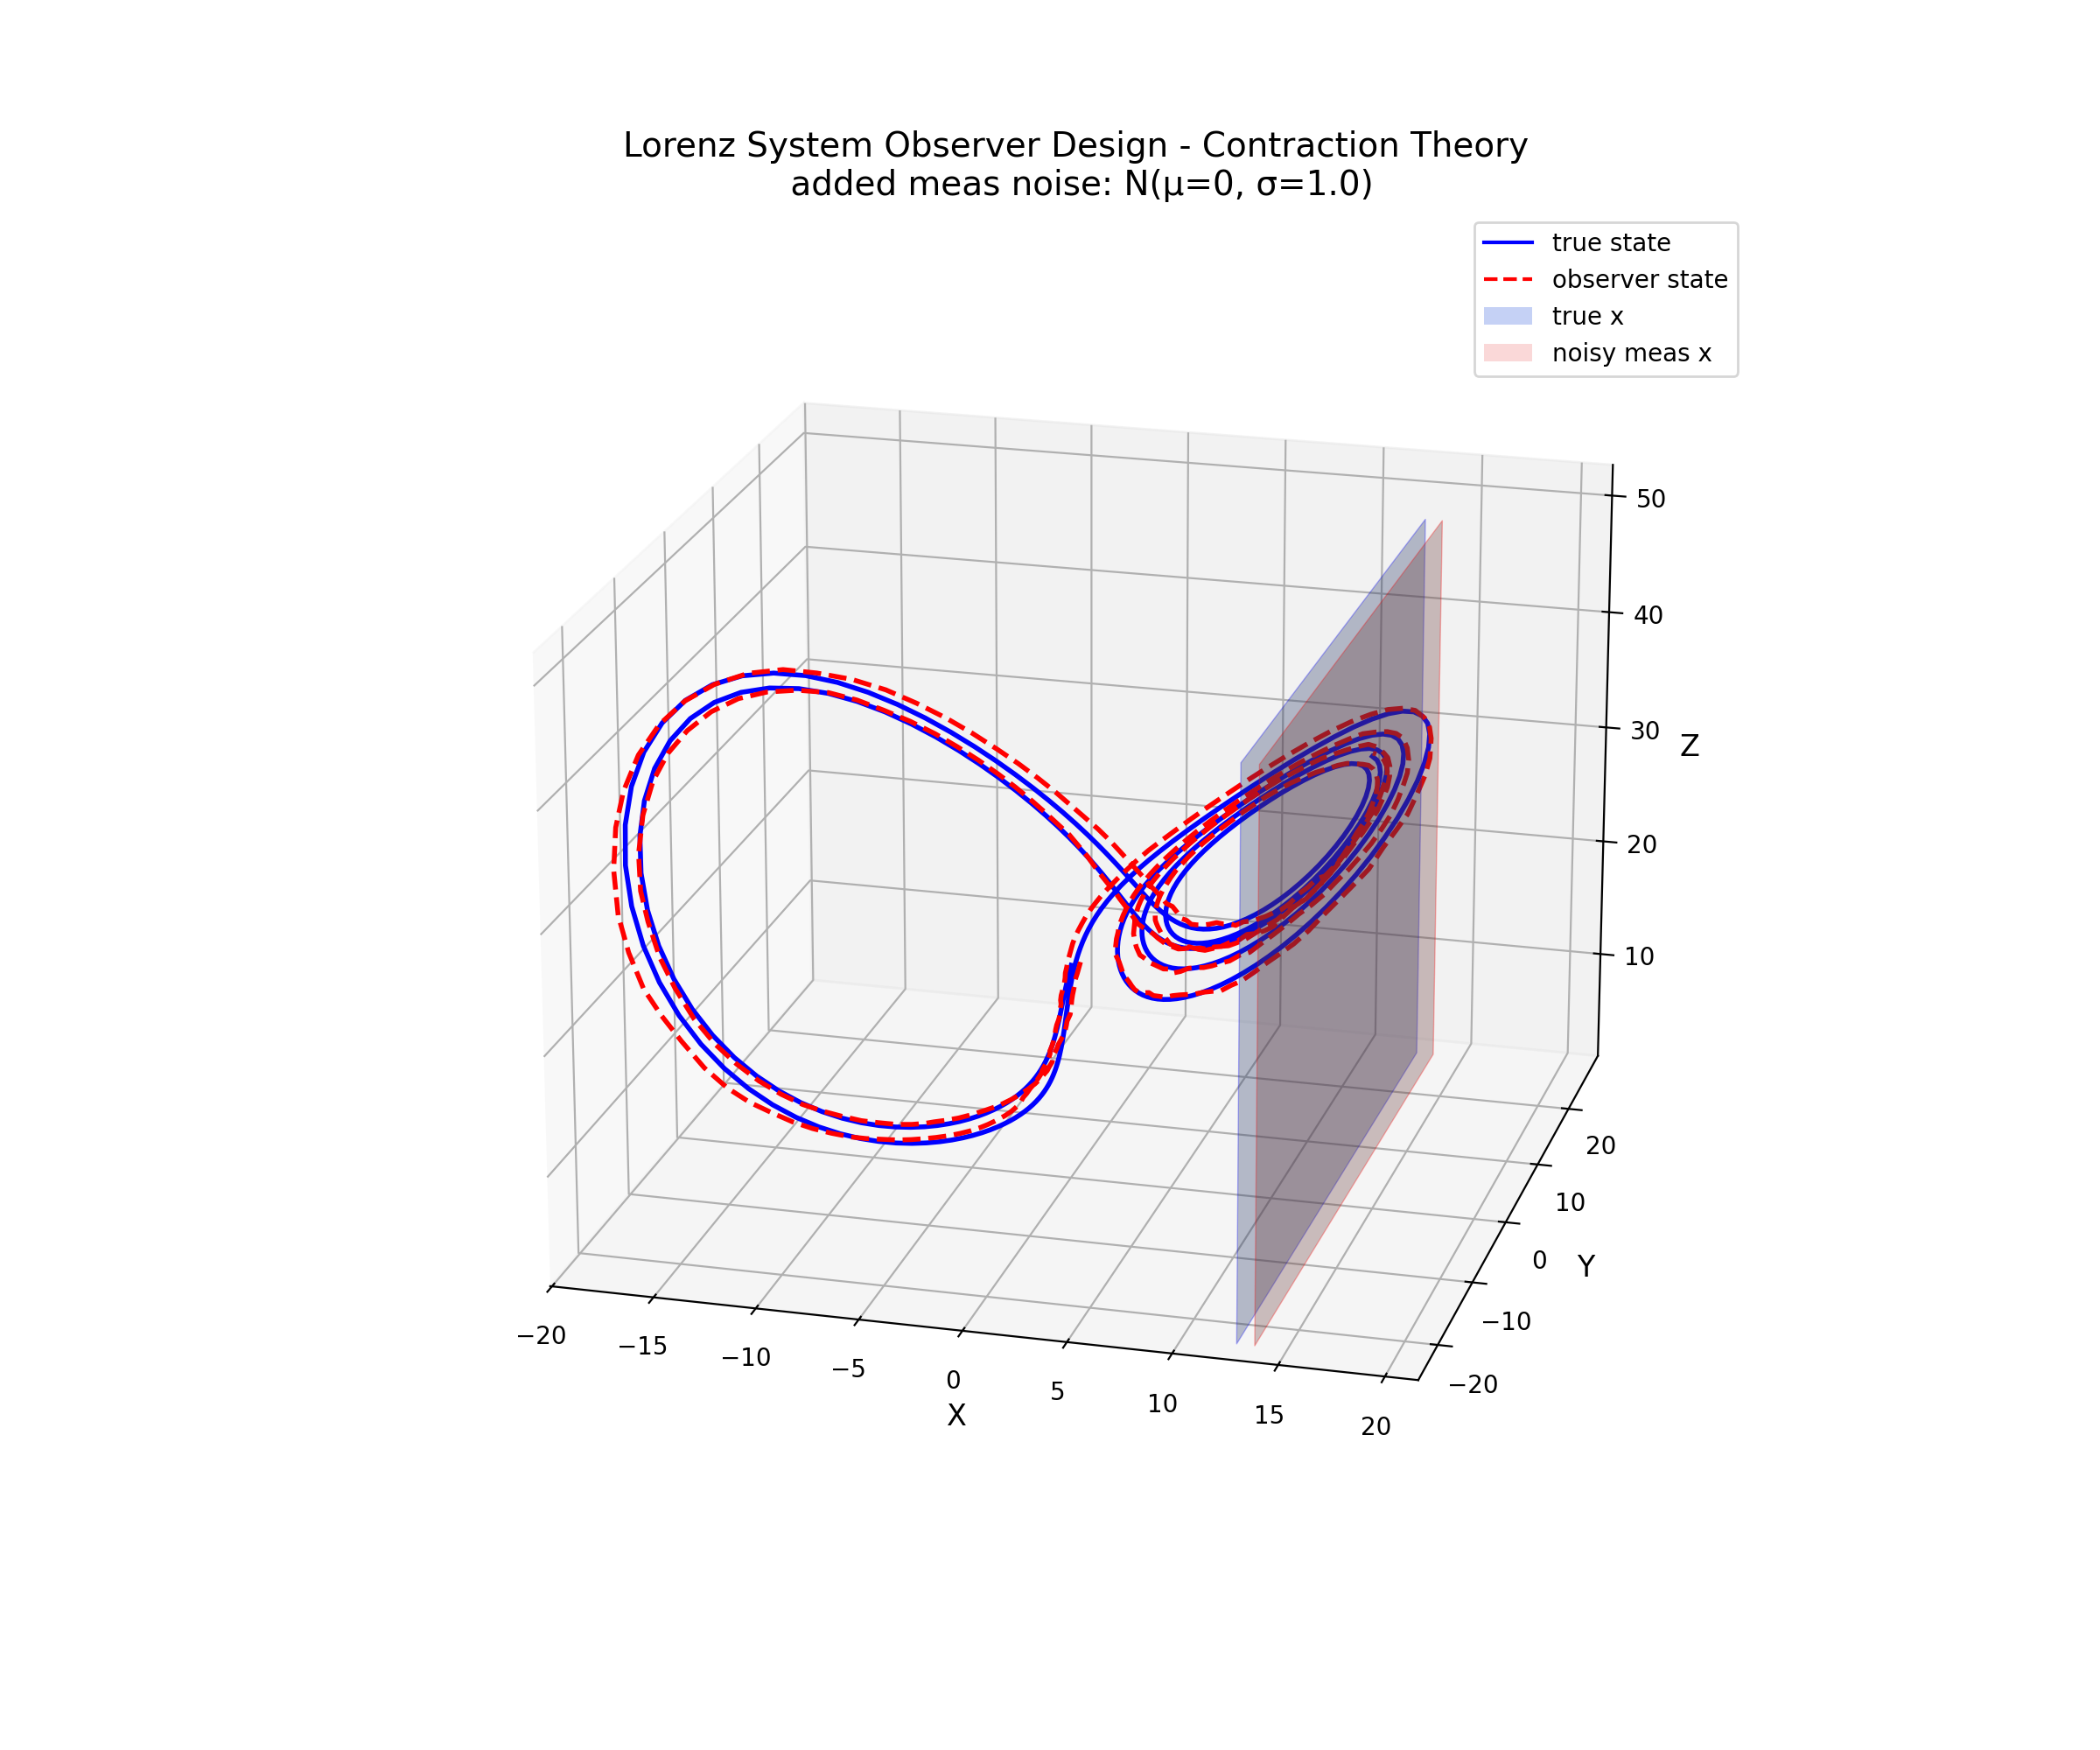 Lorenz System Observer Design - Contraction Theory
added meas noise: N(μ=0, σ=1.0)
true state
observer state
true x
noisy meas x
50
40
30
Z
20
10
20
10
0
Y
−10
−20
−20
−15
−10
−5
0
5
10
15
20
X